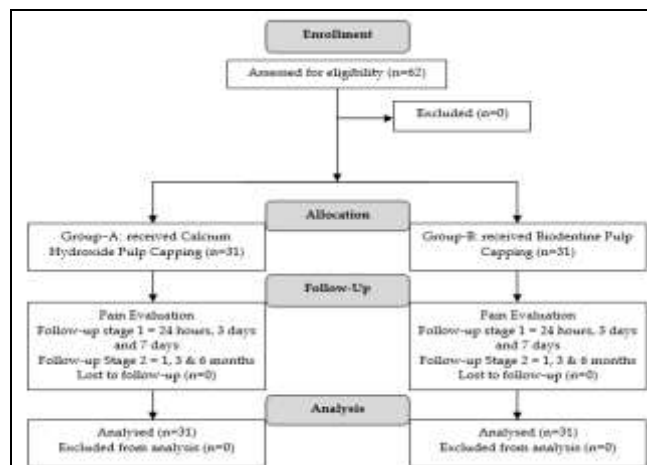 Enrollment
Assessed for eligibility (n=62)
Excluded (n=0)
Allocation
Group-A: received Calcium
Hydroxide Pulp Capping (n=31)
Group-B: received Biodentine Pulp
Capping (n=31)
Follow-Up
Pain Evaluation
Follow-up stage 1 = 24 hours, 3 days
and 7 days
Follow-up Stage 2 = 1, 3 & 6 months
Lost to follow-up (n=0)
Pain Evaluation
Follow-up stage 1 = 24 hours, 3 days
and 7 days
Follow-up Stage 2 = 1, 3 & 6 months
Lost to follow-up (n=0)
Analysis
Analysed (n=31)
Excluded from analysis (n=0)
Analysed (n=31)
Excluded from analysis (n=0)